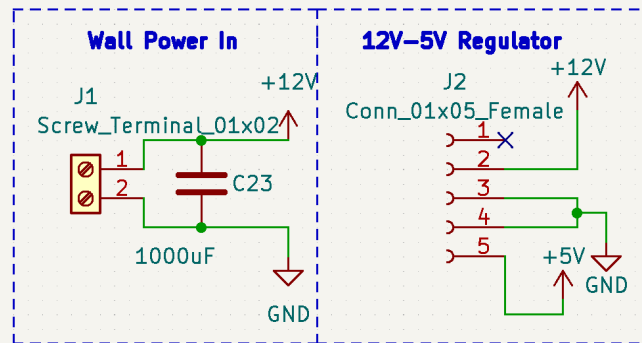 Wall Power In
+12V
J1
Screw_Terminal_01x02
1
2
C23
1000uF
GND
12V-5V Regulator
J2
+12V
Conn_01x05_Female
1
2
3
4
5
+5V
GND